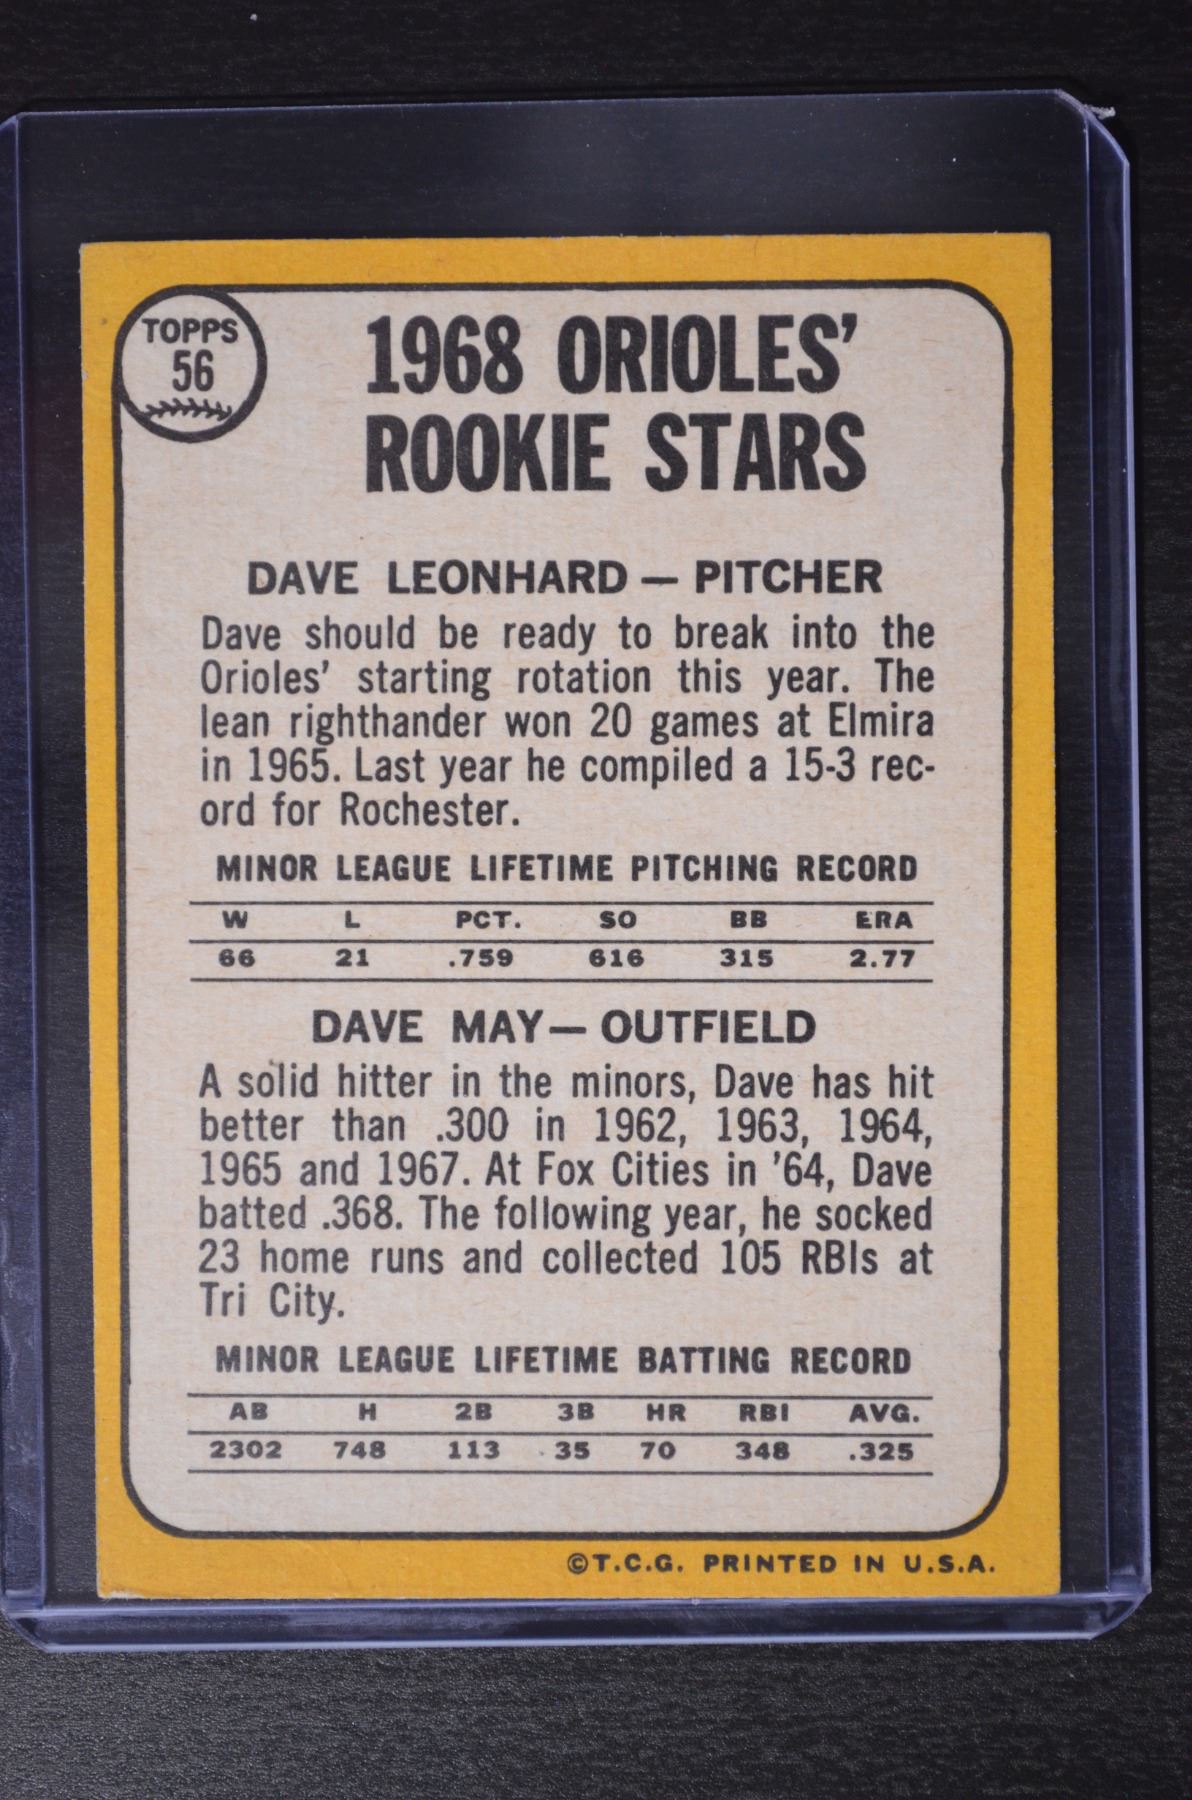 TOPPS
56
1968 ORIOLES'
ROOKIE STARS
DAVE LEONHARD — PITCHER
Dave should be ready to break into the
Orioles' starting rotation this year. The
lean righthander won 20 games at Elmira
in 1965. Last year he compiled a 15-3 rec-
ord for Rochester.
MINOR LEAGUE LIFETIME PITCHING RECORD
W L PCT. SO BB ERA
66 21 .759 616 315 2.77
DAVE MAY — OUTFIELD
A solid hitter in the minors, Dave has hit
better than .300 in 1962, 1963, 1964,
1965 and 1967. At Fox Cities in '64, Dave
batted .368. The following year, he socked
23 home runs and collected 105 RBIs at
Tri City.
MINOR LEAGUE LIFETIME BATTING RECORD
AB H 2B 3B HR RBI AVG.
2302 748 113 35 70 348 .325
©T.C.G. PRINTED IN U.S.A.